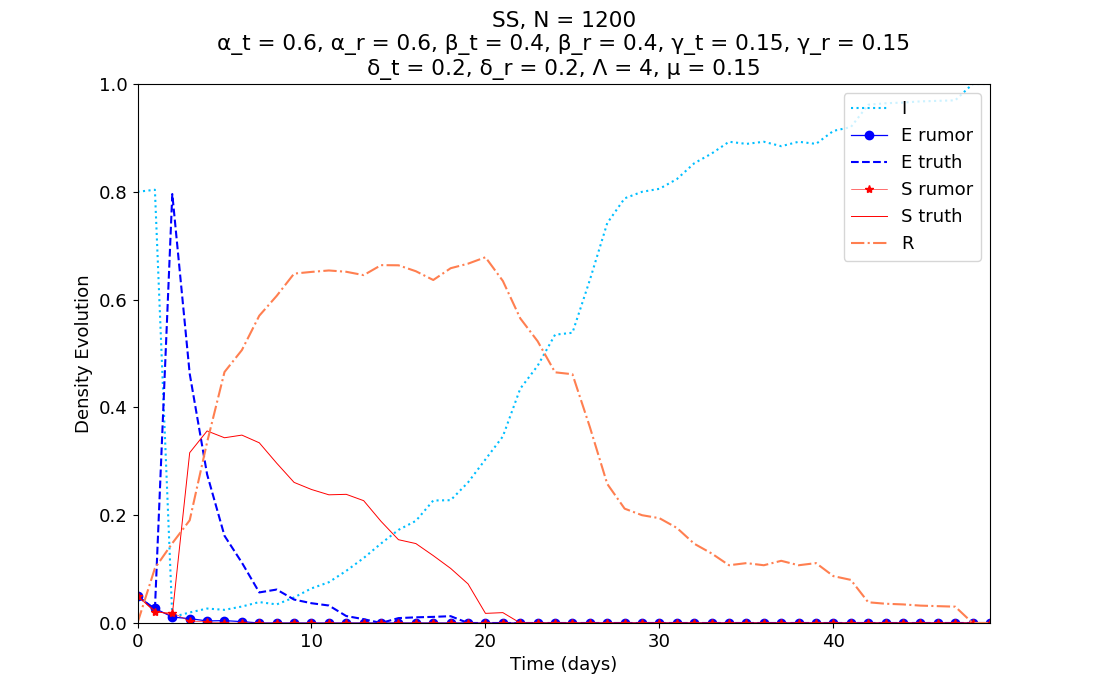 SS, N = 1200
α_t = 0.6, α_r = 0.6, β_t = 0.4, β_r = 0.4, γ_t = 0.15, γ_r = 0.15
δ_t = 0.2, δ_r = 0.2, Λ = 4, μ = 0.15
1.0
0.8
0.6
0.4
0.2
0.0
Density Evolution
0 10 20 30 40
Time (days)
I
E rumor
E truth
S rumor
S truth
R